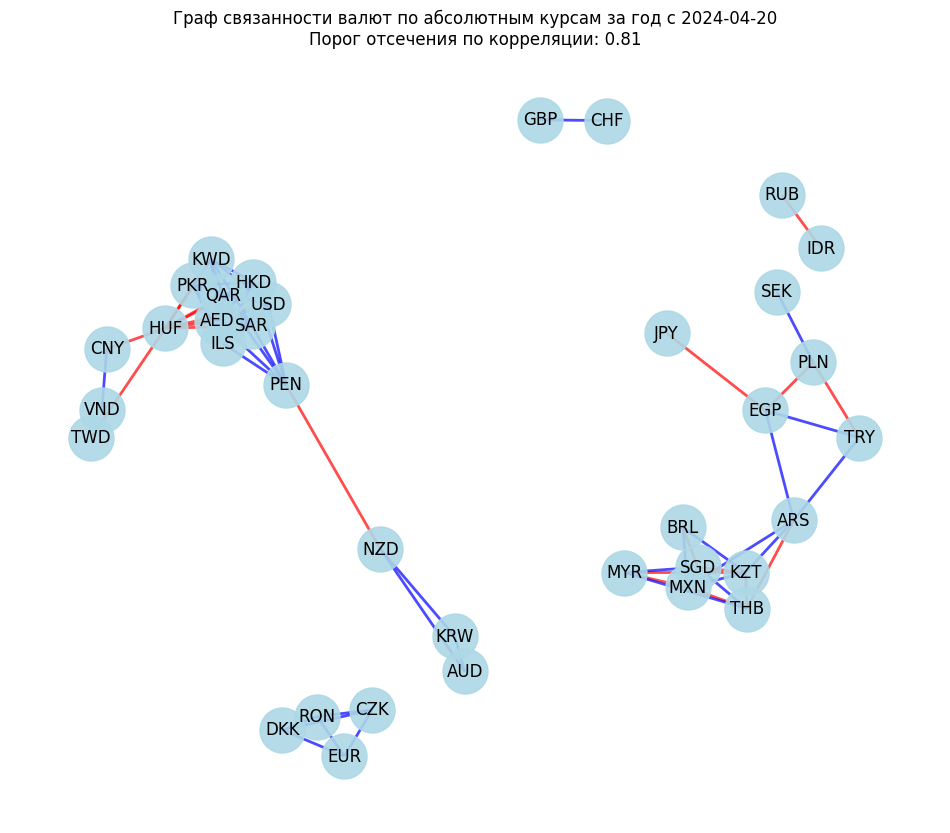 Граф связанности валют по абсолютным курсам за год с 2024-04-20
Порог отсечения по корреляции: 0.81
GBP
CHF
RUB
IDR
KWD
PKR
HKD
QAR
SEK
USD
AED
SAR
HUF
JPY
ILS
CNY
PLN
PEN
VND
EGP
TWD
TRY
ARS
BRL
NZD
SGD
MYR
KZT
MXN
THB
KRW
AUD
CZK
RON
DKK
EUR